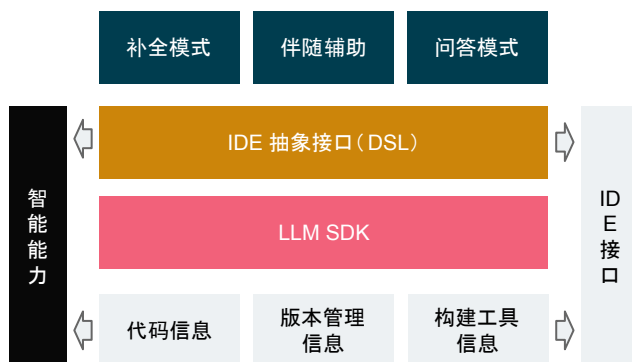 补全模式
伴随辅助
问答模式
智
能
能
力
IDE 抽象接口(DSL)
ID
E
接
口
LLM SDK
代码信息
版本管理
信息
构建工具
信息